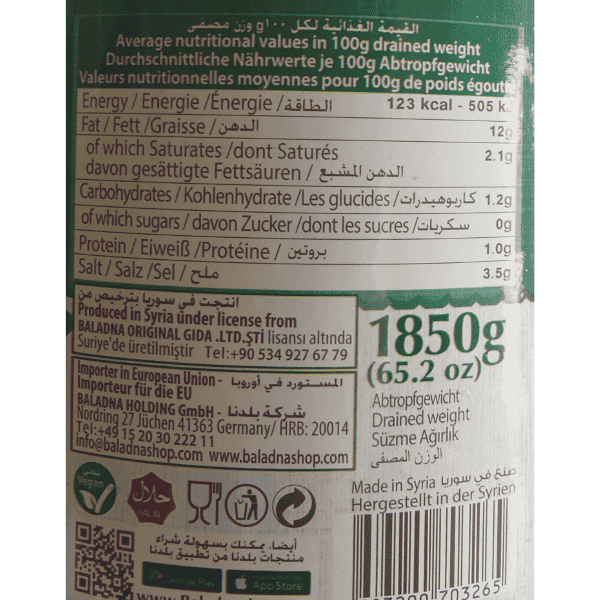 القيمة الغذائية لكل ١٠٠g وزن مصفى
Average nutritional values in 100g drained weight
Durchschnittliche Nährwerte je 100g Abtropfgewicht
Valeurs nutritionnelles moyennes pour 100g de poids égoutt
Energy / Energie /Énergie / الطاقة 123 kcal - 505 kJ
Fat / Fett /Graisse / الدهن 12g
of which Saturates /dont Saturés 2.1g
davon gesättigte Fettsäuren / الدهن المشبع
Carbohydrates / Kohlenhydrate /Les glucides / كاربوهيدرات 1.2g
of which sugars / davon Zucker /dont les sucres / سكريات 0g
Protein / Eiweiß /Protéine / بروتين 1.0g
Salt / Salz /Sel / ملح 3.5g
انتجت في سوريا بترخيص من
Produced in Syria under license from
BALADNA ORIGINAL GIDA .LTD.ŞTİ lisansı altında
Suriye'de üretilmiştir Tel:+90 534 927 67 79
Importer in European Union - المستورد في أوروبا
Importeur für die EU
BALADNA HOLDING GmbH - شركة بلدنا
Nordring 27 Jüchen 41363 Germany/ HRB: 20014
Tel:+49 15 20 30 222 11
info@baladnashop.com www.baladnashop.com
1850g
(65.2 oz)
Abtropfgewicht
Drained weight
Süzme Ağırlık
الوزن المصفى
Made in Syria صنع في سوريا
Hergestellt in der Syrien
نباتي
Vegan
حلال
HALAL
أيضا، يمكنك بسهولة شراء
منتجات بلدنا من تطبيق بلدنا
Google Play
App Store
703265